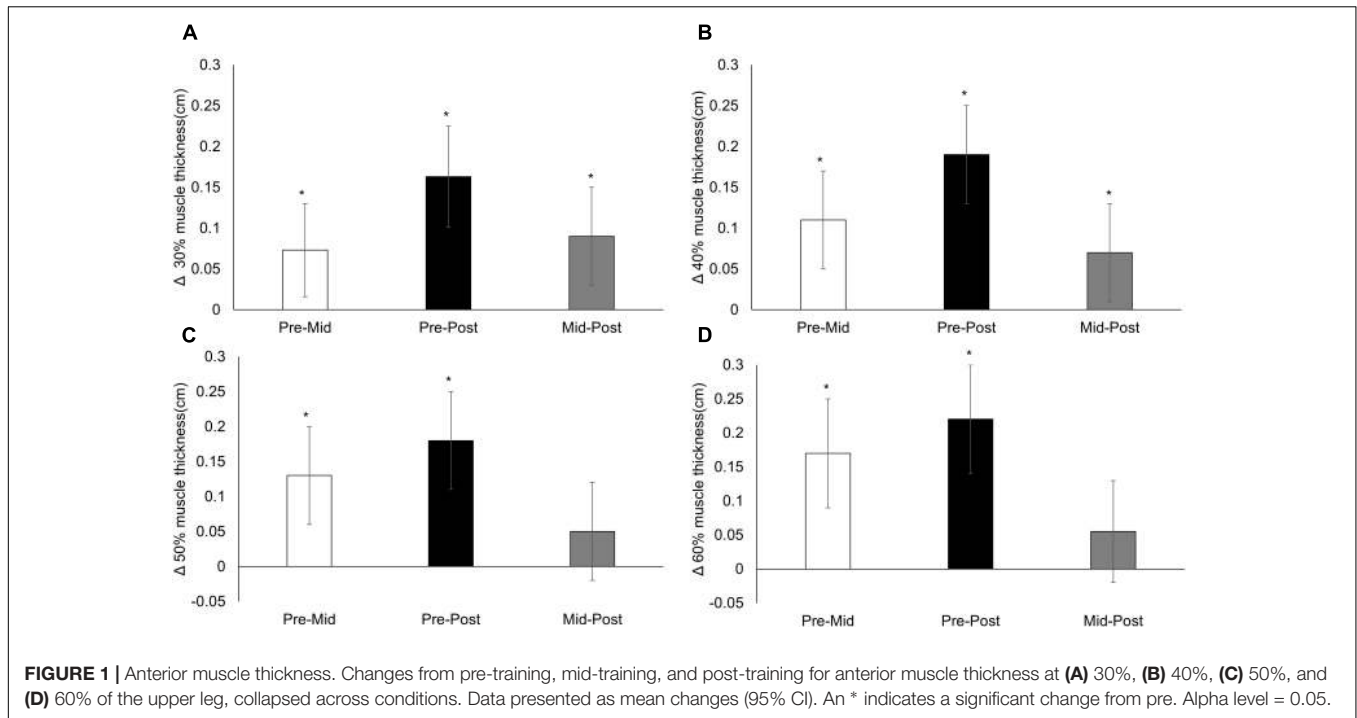 A
0.3
0.25
0.2
0.15
0.1
0.05
0
Δ 30% muscle thickness(cm)
*
*
*
Pre-Mid Pre-Post Mid-Post
B
0.3
0.25
0.2
0.15
0.1
0.05
0
Δ 40% muscle thickness(cm)
*
*
*
Pre-Mid Pre-Post Mid-Post
C
0.3
0.25
0.2
0.15
0.1
0.05
0
-0.05
Δ 50% muscle thickness(cm)
*
*
Pre-Mid Pre-Post Mid-Post
D
0.3
0.25
0.2
0.15
0.1
0.05
0
-0.05
Δ 60% muscle thickness(cm)
*
*
Pre-Mid Pre-Post Mid-Post
FIGURE 1 | Anterior muscle thickness. Changes from pre-training, mid-training, and post-training for anterior muscle thickness at (A) 30%, (B) 40%, (C) 50%, and
(D) 60% of the upper leg, collapsed across conditions. Data presented as mean changes (95% CI). An * indicates a significant change from pre. Alpha level = 0.05.